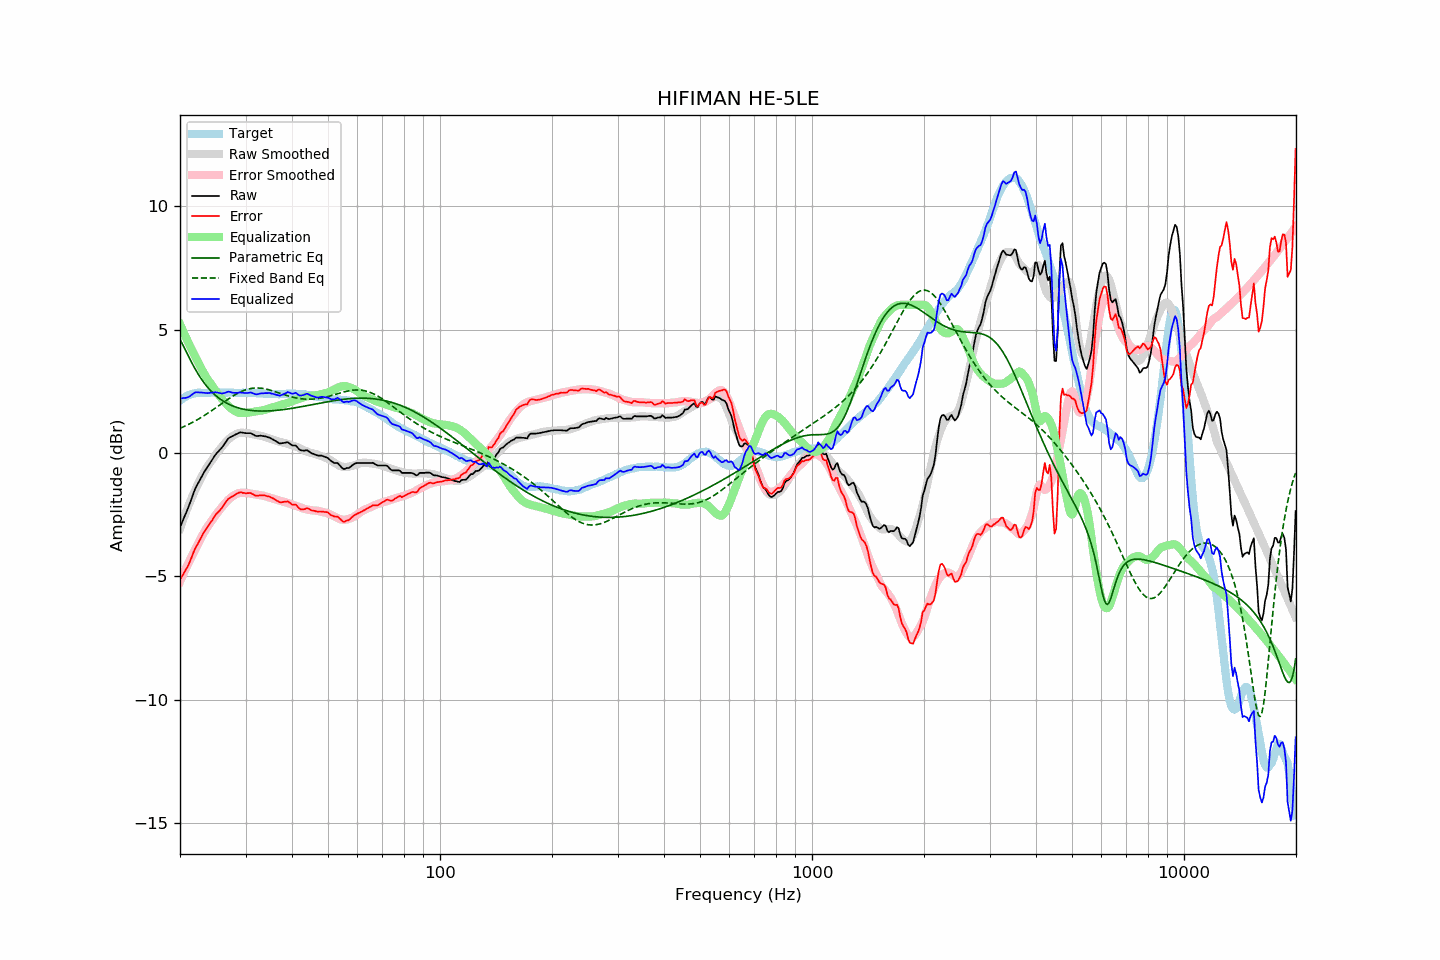 HIFIMAN HE-5LE
Target
Raw Smoothed
Error Smoothed
Raw
Error
Equalization
Parametric Eq
Fixed Band Eq
Equalized
Amplitude (dBr)
10
5
0
−5
−10
−15
100
1000
10000
Frequency (Hz)